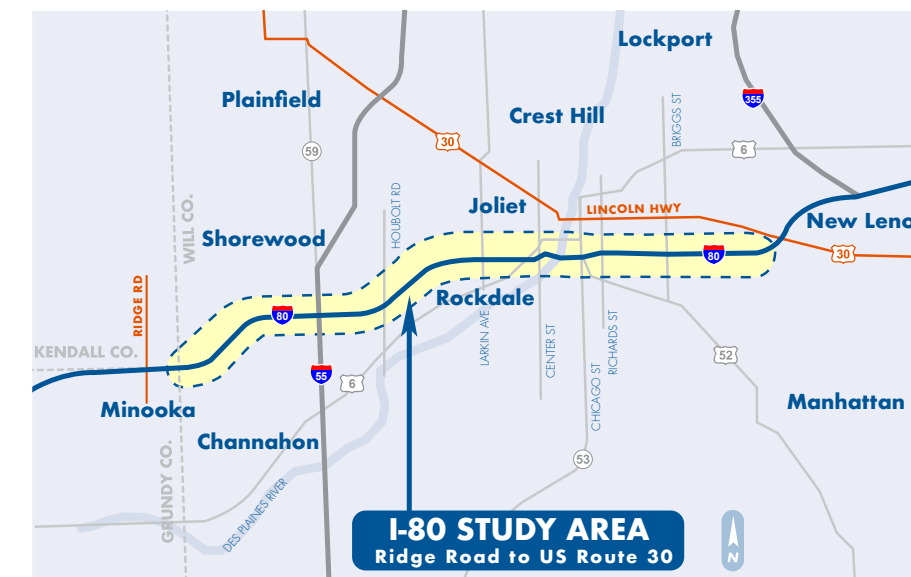 Lockport
Plainfield
355
Crest Hill
BRIGGS ST
30
6
59
WILL CO.
HOUBOLT RD
Joliet
LINCOLN HWY
New Leno
Shorewood
80
30
RIDGE RD
Rockdale
80
KENDALL CO.
LARKIN AVE
CENTER ST
RICHARDS ST
52
55
6
CHICAGO ST
Minooka
Manhattan
Channahon
GRUNDY CO.
53
DES PLAINES RIVER
I-80 STUDY AREA
Ridge Road to US Route 30
N